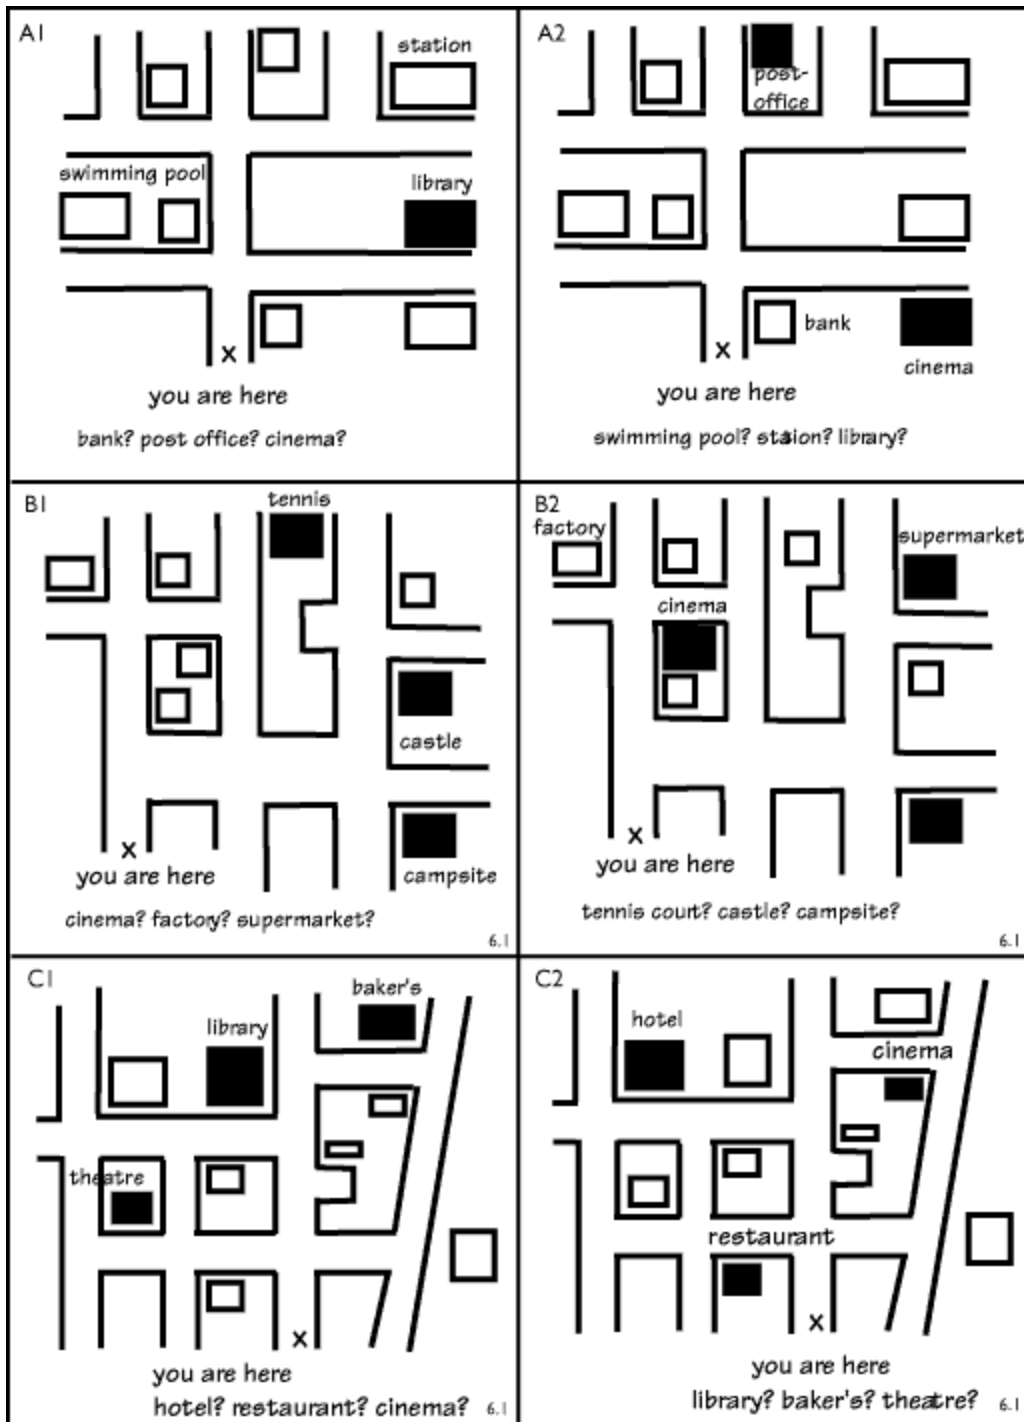 A1
station
swimming pool
library
X
you are here
bank? post office? cinema?
A2
post-
office
bank
X
cinema
you are here
swimming pool? station? library?
B1
tennis
castle
X
you are here
campsite
cinema? factory? supermarket?
6.1
B2
factory
supermarket
cinema
X
you are here
tennis court? castle? campsite?
6.1
C1
baker's
library
theatre
X
you are here
hotel? restaurant? cinema?
6.1
C2
hotel
cinema
restaurant
X
you are here
library? baker's? theatre?
6.1